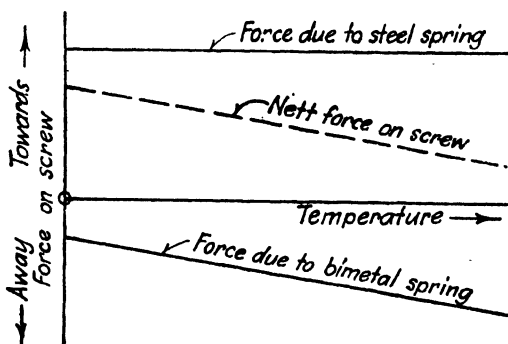 Force due to steel spring
Nett force on screw
Temperature
Force due to bimetal spring
Away Towards
Force on screw